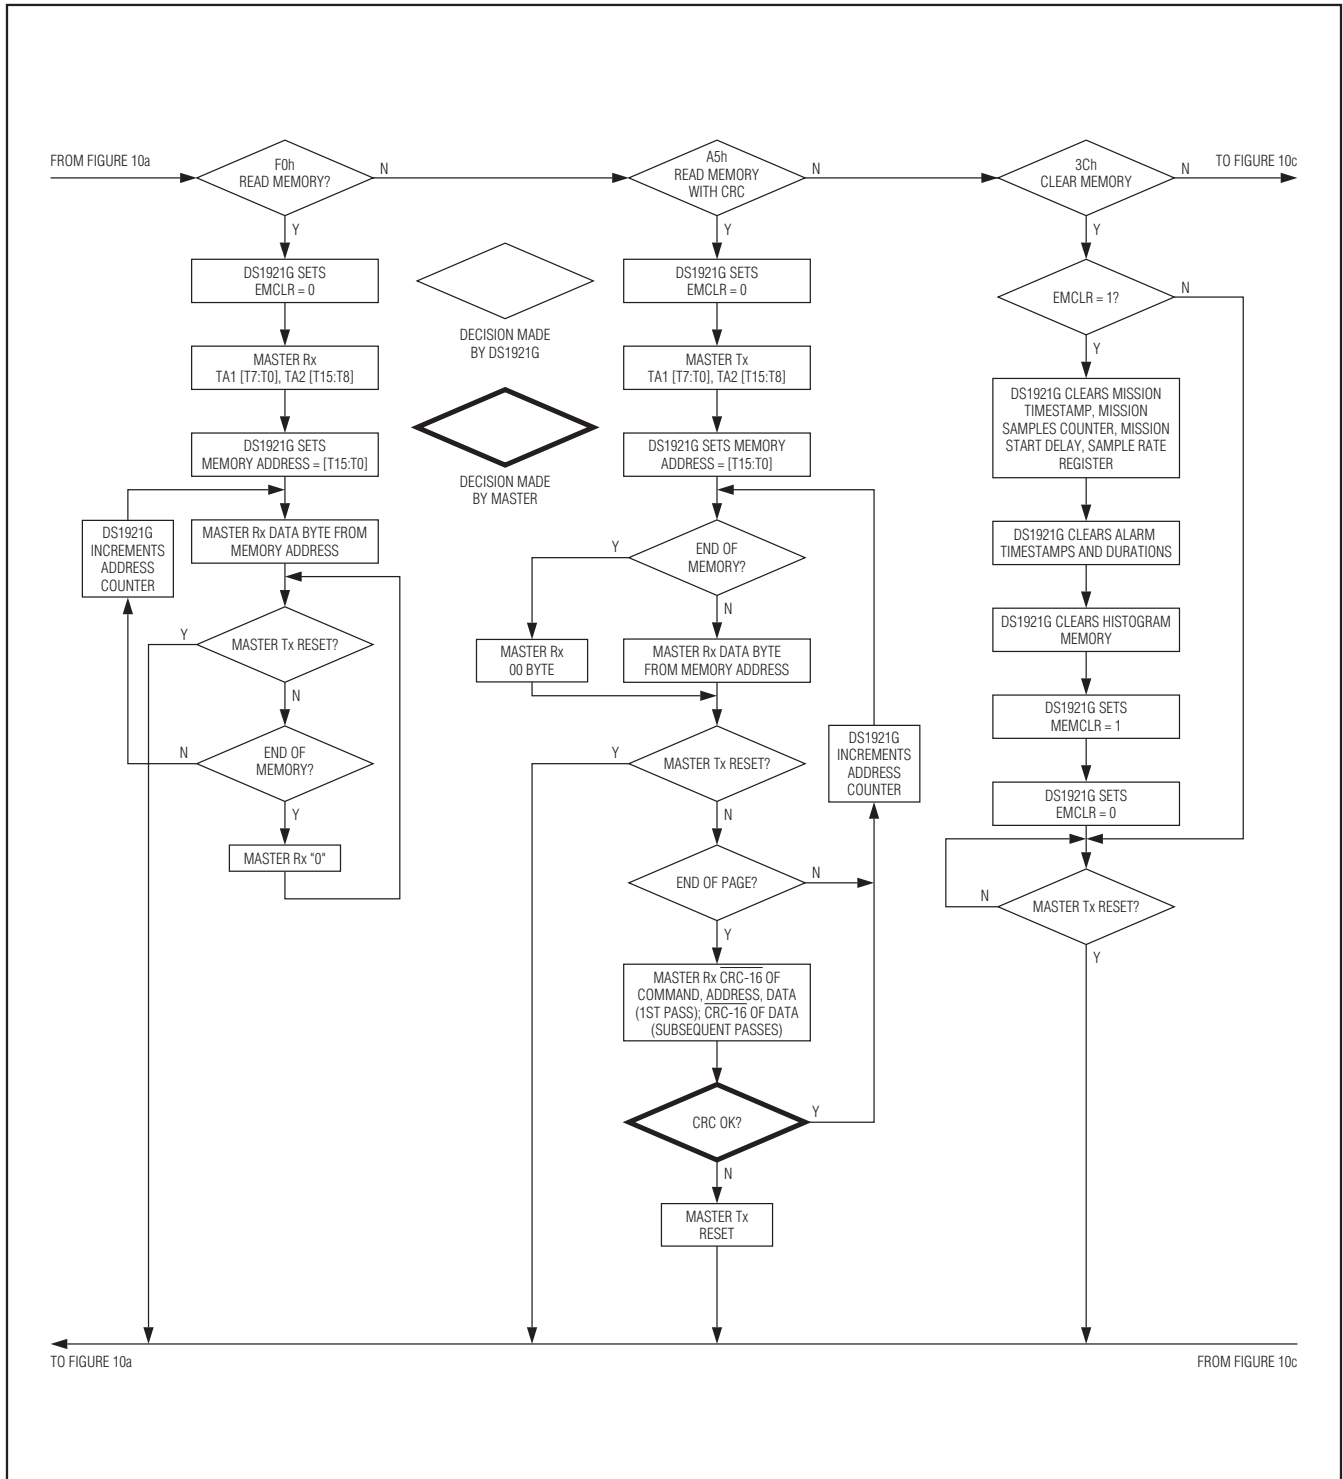 FROM FIGURE 10a
F0h
READ MEMORY?
N
Y
DS1921G SETS
EMCLR = 0
MASTER Rx
TA1 [T7:T0], TA2 [T15:T8]
DS1921G SETS
MEMORY ADDRESS = [T15:T0]
DS1921G
INCREMENTS
ADDRESS
COUNTER
MASTER Rx DATA BYTE FROM
MEMORY ADDRESS
Y
MASTER Tx RESET?
N
N
END OF
MEMORY?
Y
MASTER Rx "0"
DECISION MADE
BY DS1921G
DECISION MADE
BY MASTER
A5h
READ MEMORY
WITH CRC
N
Y
DS1921G SETS
EMCLR = 0
MASTER Tx
TA1 [T7:T0], TA2 [T15:T8]
DS1921G SETS MEMORY
ADDRESS = [T15:T0]
Y
END OF
MEMORY?
N
MASTER Rx
00 BYTE
MASTER Rx DATA BYTE
FROM MEMORY ADDRESS
Y
MASTER Tx RESET?
N
DS1921G
INCREMENTS
ADDRESS
COUNTER
END OF PAGE?
N
Y
MASTER Rx CRC-16 OF
COMMAND, ADDRESS, DATA
(1ST PASS); CRC-16 OF DATA
(SUBSEQUENT PASSES)
CRC OK?
Y
N
MASTER Tx
RESET
3Ch
CLEAR MEMORY
N
TO FIGURE 10c
Y
EMCLR = 1?
N
Y
DS1921G CLEARS MISSION
TIMESTAMP, MISSION
SAMPLES COUNTER, MISSION
START DELAY, SAMPLE RATE
REGISTER
DS1921G CLEARS ALARM
TIMESTAMPS AND DURATIONS
DS1921G CLEARS HISTOGRAM
MEMORY
DS1921G SETS
MEMCLR = 1
DS1921G SETS
EMCLR = 0
N
MASTER Tx RESET?
Y
TO FIGURE 10a
FROM FIGURE 10c